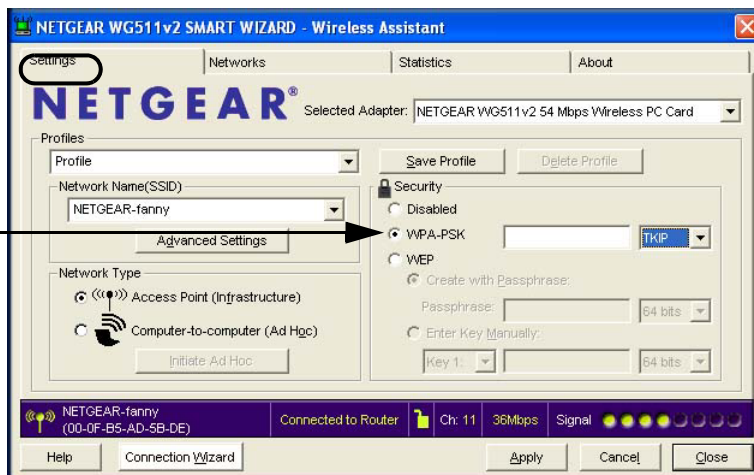 NETGEAR WG511v2 SMART WIZARD - Wireless Assistant
Settings
Networks
Statistics
About
NETGEAR®
Selected Adapter: NETGEAR WG511v2 54 Mbps Wireless PC Card
Profiles
Profile
Save Profile
Delete Profile
Network Name(SSID)
NETGEAR-fanny
Advanced Settings
Security
Disabled
WPA-PSK
TKIP
WEP
Create with Passphrase:
Passphrase:
64 bits
Enter Key Manually:
Key 1:
64 bits
Network Type
Access Point (Infrastructure)
Computer-to-computer (Ad Hoc)
Initiate Ad Hoc
NETGEAR-fanny
(00-0F-B5-AD-5B-DE)
Connected to Router
Ch: 11
36Mbps
Signal
Help
Connection Wizard
Apply
Cancel
Close